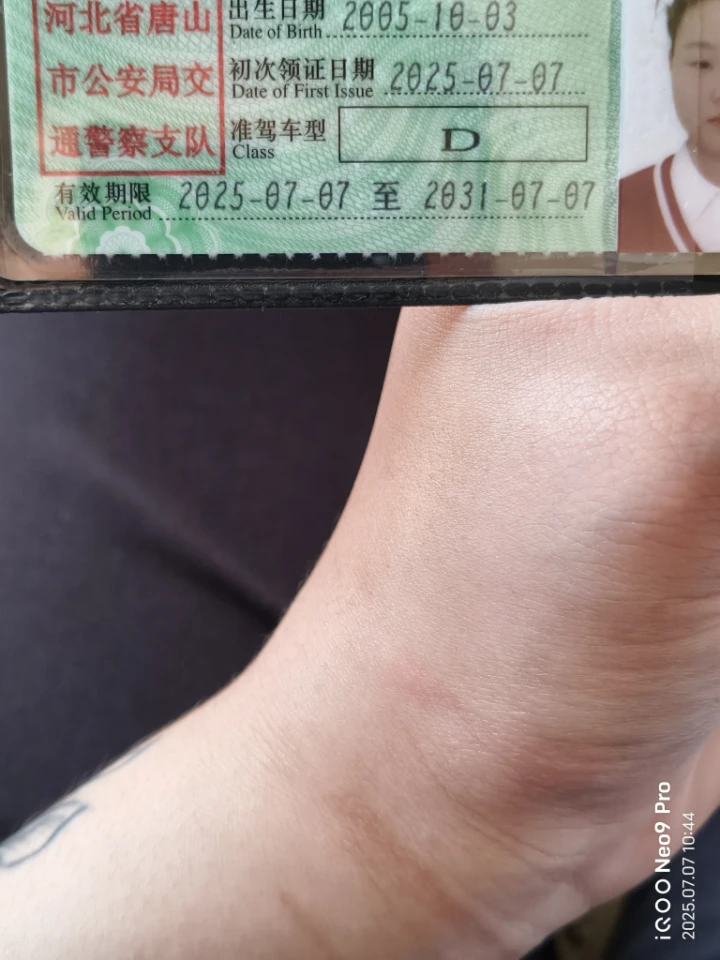 河北省唐山
市公安局交
通警察支队
出生日期 2005-10-03
Date of Birth
初次领证日期 2025-07-07
Date of First Issue
准驾车型 D
Class
有效期限 2025-07-07 至 2031-07-07
Valid Period
iQOO Neo9 Pro
2025.07.07 10:44